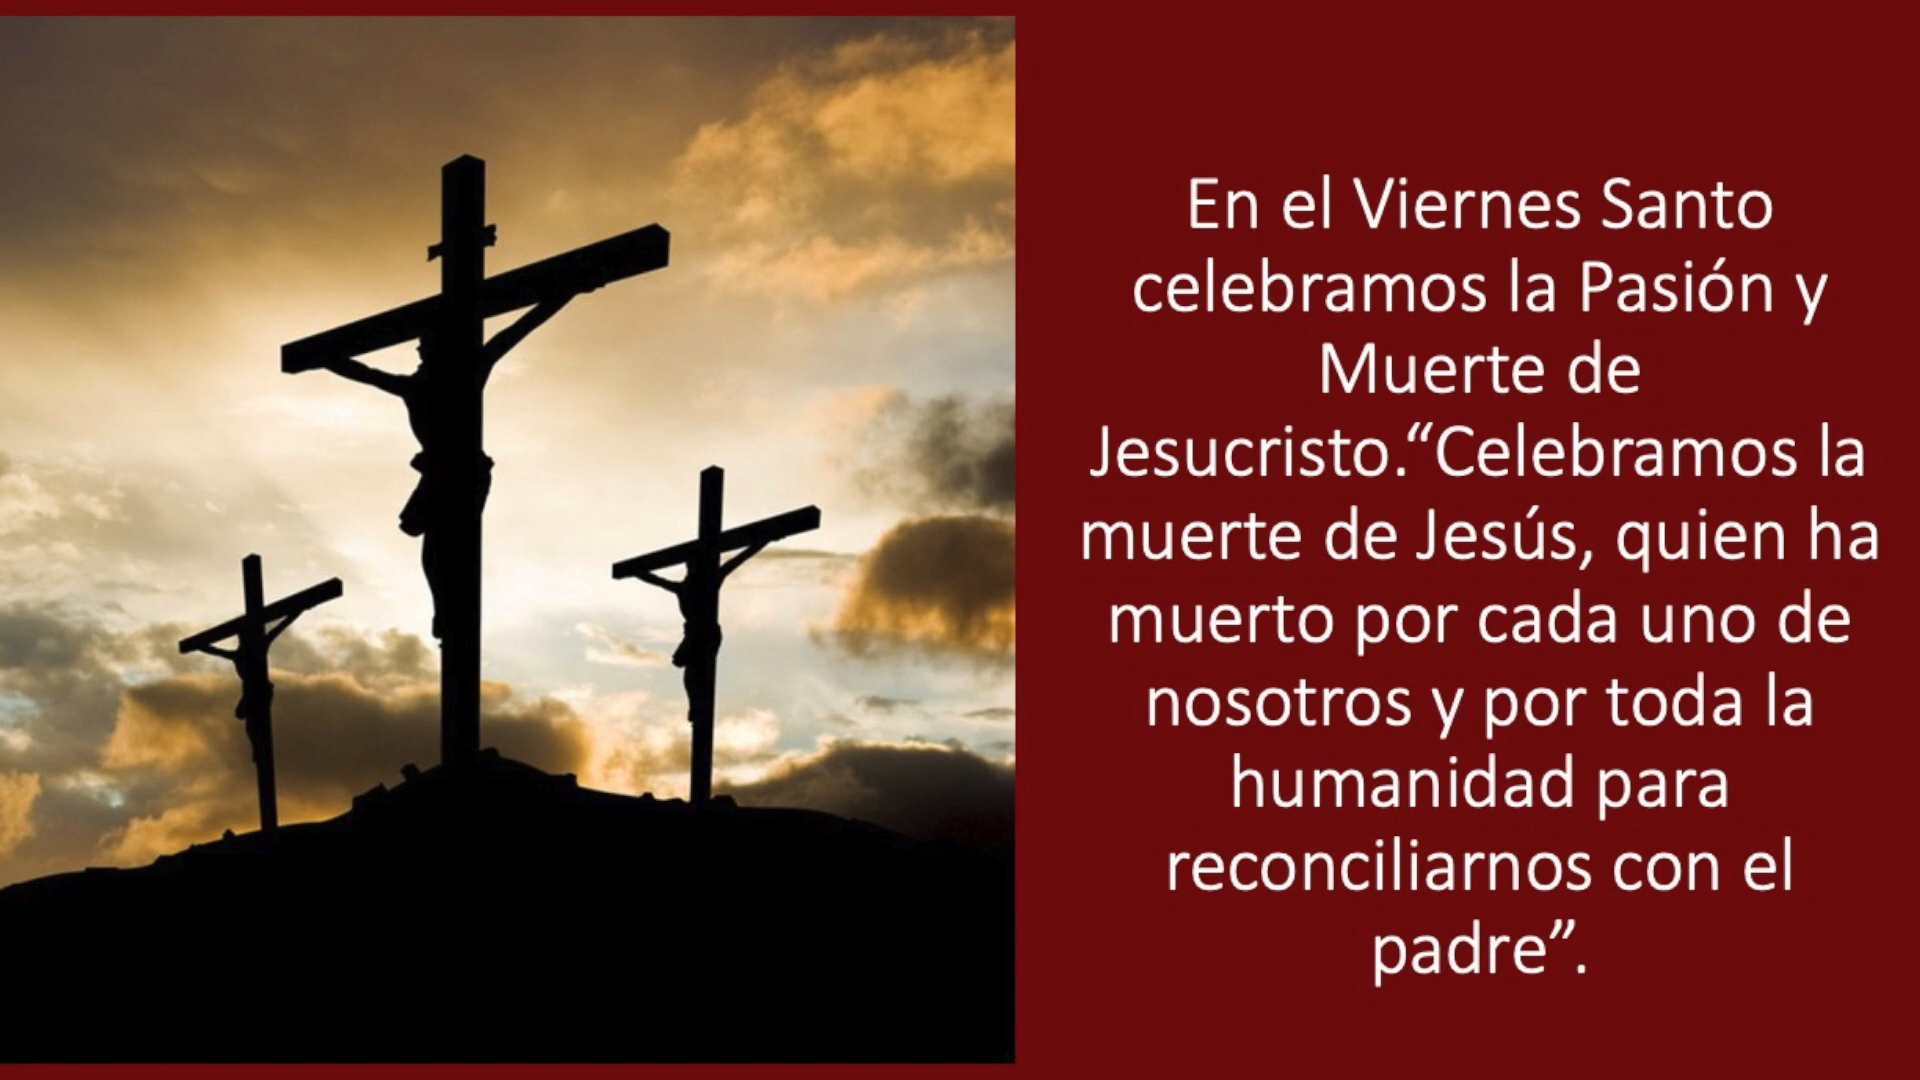 En el Viernes Santo
celebramos la Pasión y
Muerte de
Jesucristo.“Celebramos la
muerte de Jesús, quien ha
muerto por cada uno de
nosotros y por toda la
humanidad para
reconciliarnos con el
padre”.